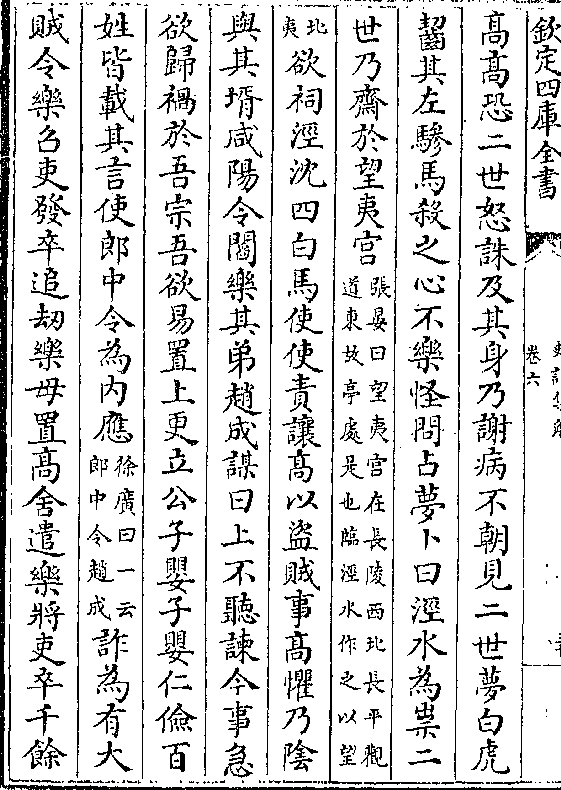 欽定四庫全書
卷六
高高恐二世怒誅及其身乃謝病不朝見二世夢白虎
齧其左驂馬殺之心不樂怪問占夢卜曰涇水為祟二
世乃齋於望夷宮張晏曰望夷宮在長陵西北長平觀道東故亭處是也臨涇水作之以望
北夷欲祠涇沈四白馬使使責讓高以盜賊事高懼乃陰
與其壻咸陽令閻樂其弟趙成謀曰上不聽諫今事急
欲歸禍於吾宗吾欲易置上更立公子嬰子嬰仁儉百
姓皆載其言使郎中令為內應徐廣曰一云郎中令趙成詐為有大
賊令樂召吏發卒追劫樂母置高舍遣樂將吏卒千餘